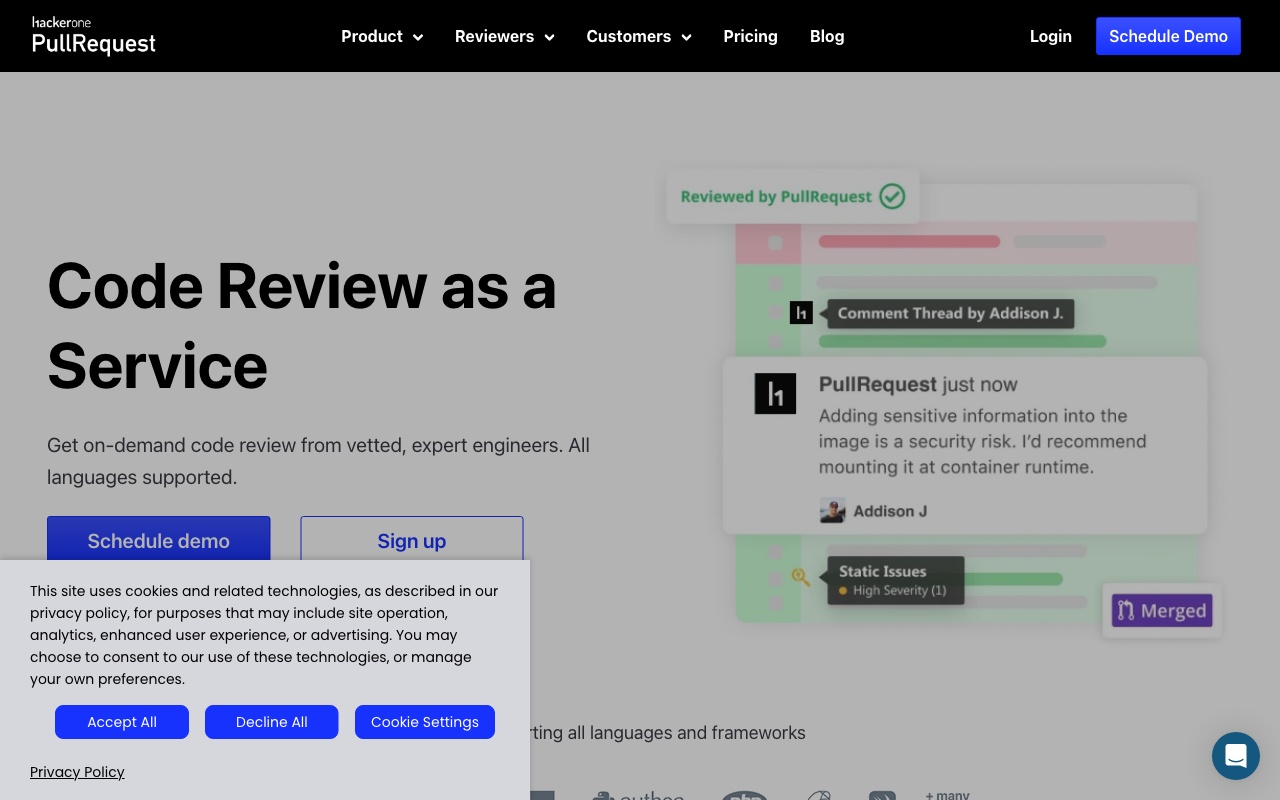 hackerone
PullRequest
Product
Reviewers
Customers
Pricing
Blog
Login
Schedule Demo
Reviewed by PullRequest
Code Review as a
Service
Comment Thread by Addison J.
PullRequest just now
Adding sensitive information into the
image is a security risk. I'd recommend
mounting it at container runtime.
Addison J
Get on-demand code review from vetted, expert engineers. All
languages supported.
Schedule demo
Sign up
Static Issues
High Severity (1)
Merged
This site uses cookies and related technologies, as described in our
privacy policy, for purposes that may include site operation,
analytics, enhanced user experience, or advertising. You may
choose to consent to our use of these technologies, or manage
your own preferences.
Accept All
Decline All
Cookie Settings
Privacy Policy
rting all languages and frameworks
php
+ many